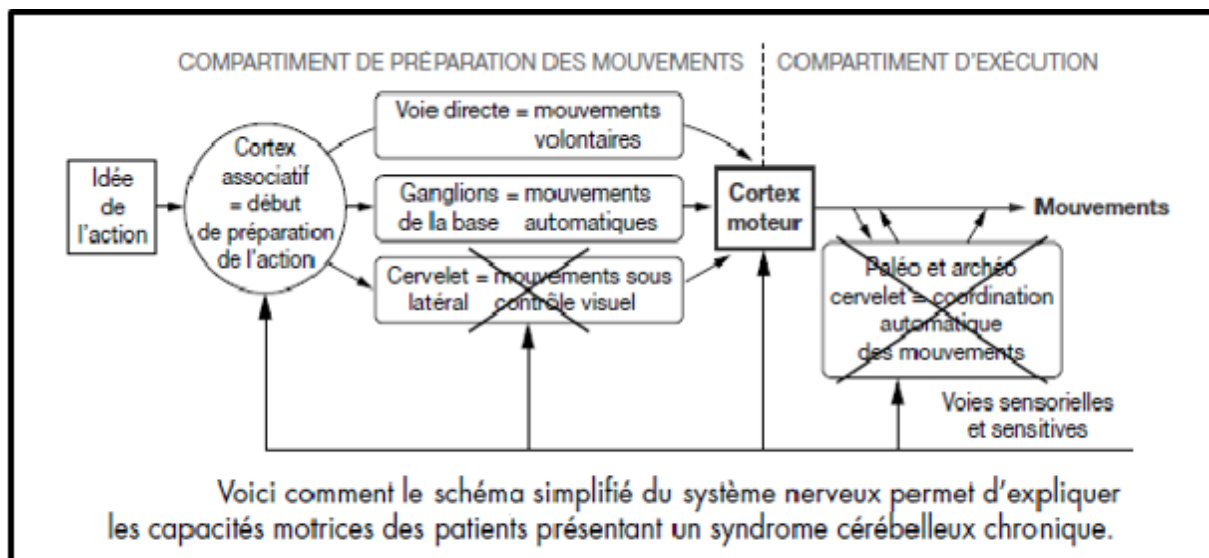 COMPARTIMENT DE PRÉPARATION DES MOUVEMENTS
COMPARTIMENT D'EXÉCUTION
Idée
de
l'action
Cortex
associatif
= début
de préparation
de l'action
Voie directe = mouvements
volontaires
Ganglions = mouvements
de la base automatiques
Cervelet = mouvements sous
latéral contrôle visuel
Cortex
moteur
Mouvements
Paléo et archéo
cervelet = coordination
automatique
des mouvements
Voies sensorielles
et sensitives
Voici comment le schéma simplifié du système nerveux permet d'expliquer
les capacités motrices des patients présentant un syndrome cérébelleux chronique.